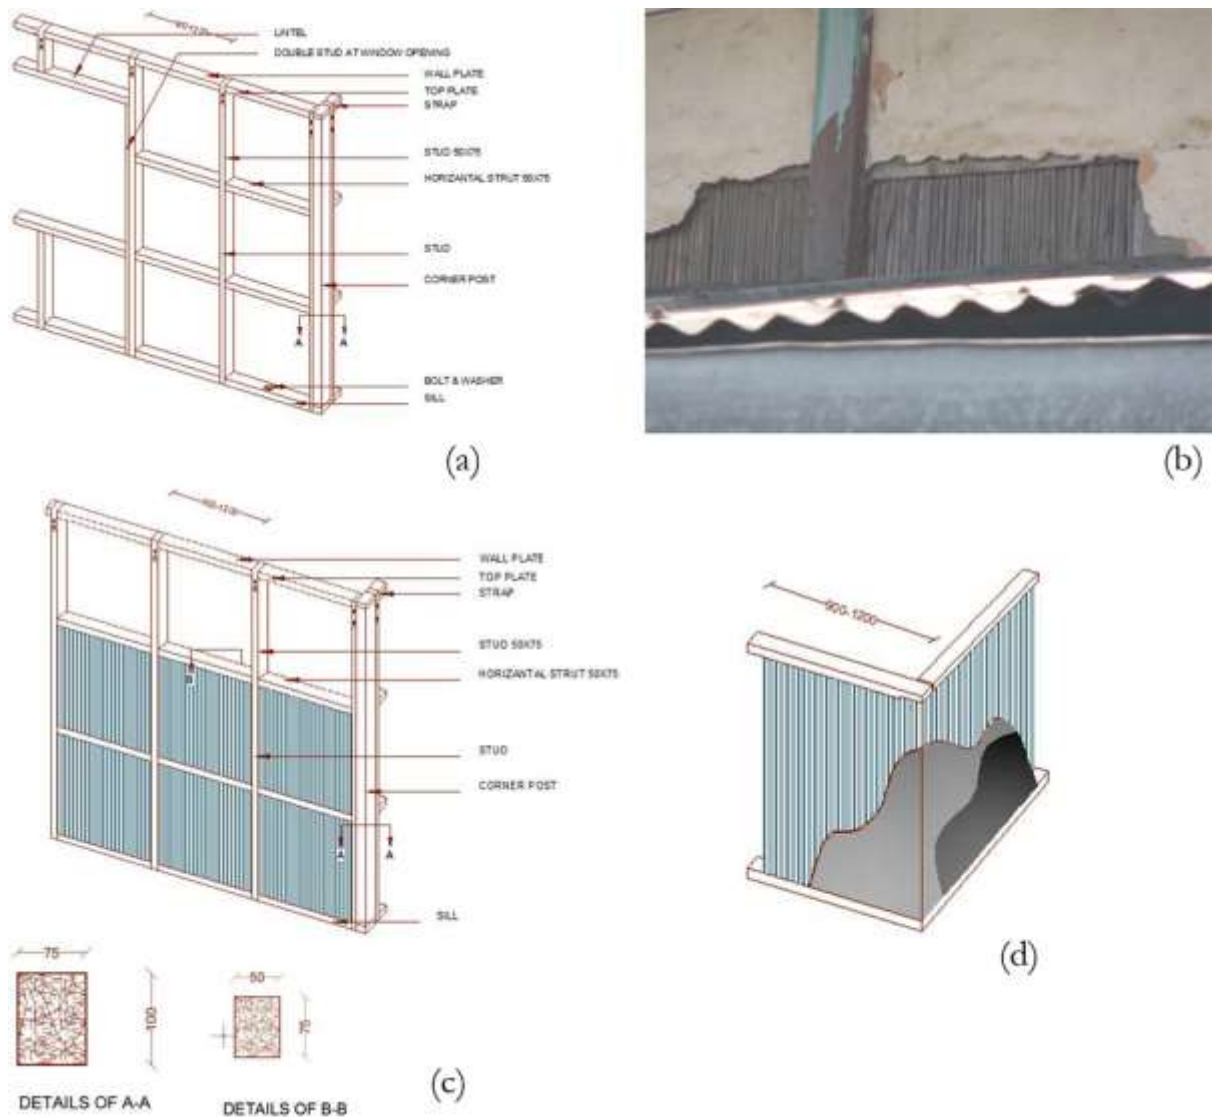 LINTEL
DOUBLE STUD AT WINDOW OPENING
WALL PLATE
TOP PLATE
STRAP
STUD 50X75
HORIZANTAL STRUT 50X75
STUD
CORNER POST
A A
BOLT & WASHER
SILL
(a)
(b)
WALL PLATE
TOP PLATE
STRAP
STUD 50X75
B
HORIZANTAL STRUT 50X75
STUD
CORNER POST
A A
SILL
900-1200
(d)
75
100
DETAILS OF A-A
50
75
DETAILS OF B-B
(c)